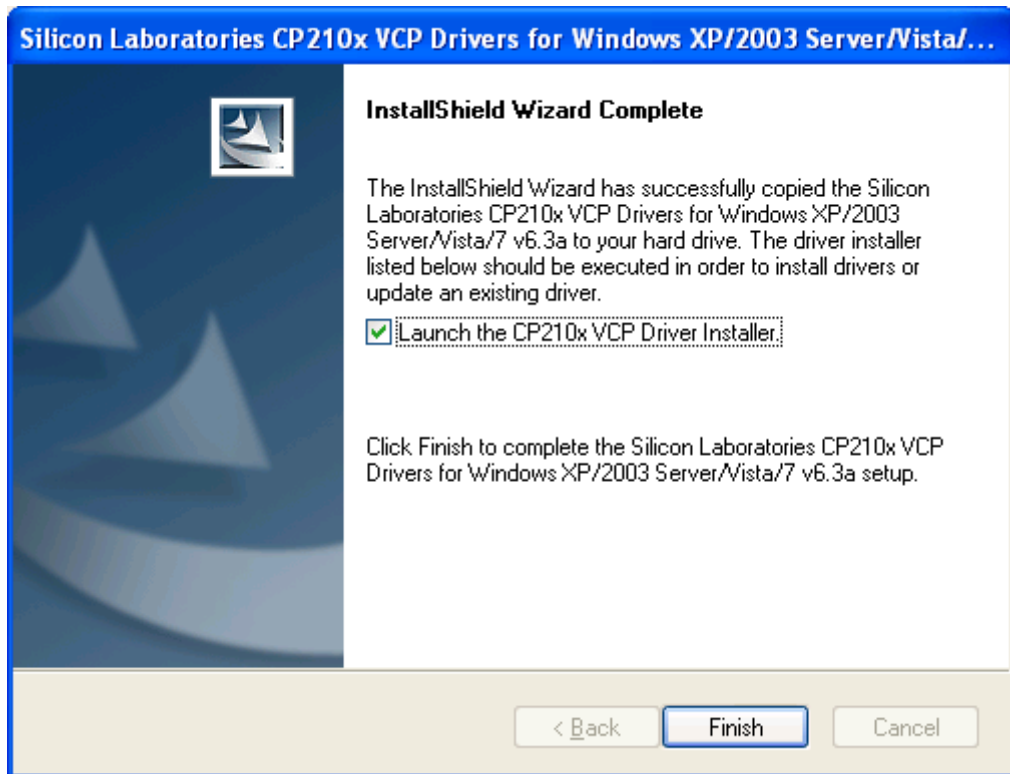 Silicon Laboratories CP210x VCP Drivers for Windows XP/2003 Server/Vista/...
InstallShield Wizard Complete
The InstallShield Wizard has successfully copied the Silicon
Laboratories CP210x VCP Drivers for Windows XP/2003
Server/Vista/7 v6.3a to your hard drive. The driver installer
listed below should be executed in order to install drivers or
update an existing driver.
Launch the CP210x VCP Driver Installer.
Click Finish to complete the Silicon Laboratories CP210x VCP
Drivers for Windows XP/2003 Server/Vista/7 v6.3a setup.
< Back Finish Cancel